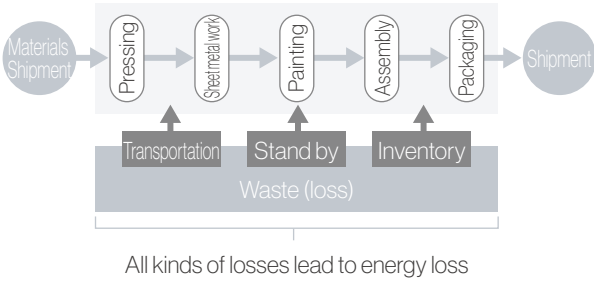 Materials
Shipment
Pressing
Sheet metal work
Painting
Assembly
Packaging
Shipment
Transportation
Stand by
Inventory
Waste (loss)
All kinds of losses lead to energy loss